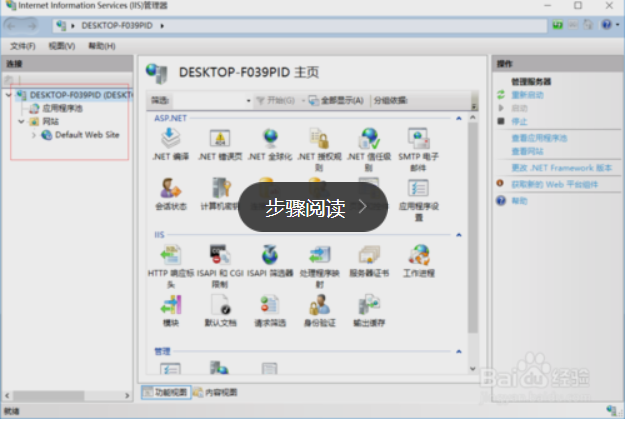 Internet Information Services (IIS)管理器
DESKTOP-F039PID
文件(F) 视图(V) 帮助(H)
连接
DESKTOP-F039PID (DESKT
应用程序池
网站
Default Web Site
DESKTOP-F039PID 主页
筛选: 开始(G) 全部显示(A) 分组依据:
ASP.NET
.NET 编译 .NET 错误页 .NET 全球化 .NET 授权规则 .NET 信任级别 SMTP 电子邮件
会话状态 计算机密钥 应用程序设置
步骤阅读
IIS
HTTP 响应标头 ISAPI 和 CGI 限制 ISAPI 筛选器 处理程序映射 服务器证书 工作进程
模块 默认文档 请求筛选 身份验证 输出缓存
管理
功能视图 内容视图
操作
管理服务器
重新启动
启动
停止
查看应用程序池
查看网站
更改 .NET Framework 版本
获取新的 Web 平台组件
帮助
Baidu 经验
就绪